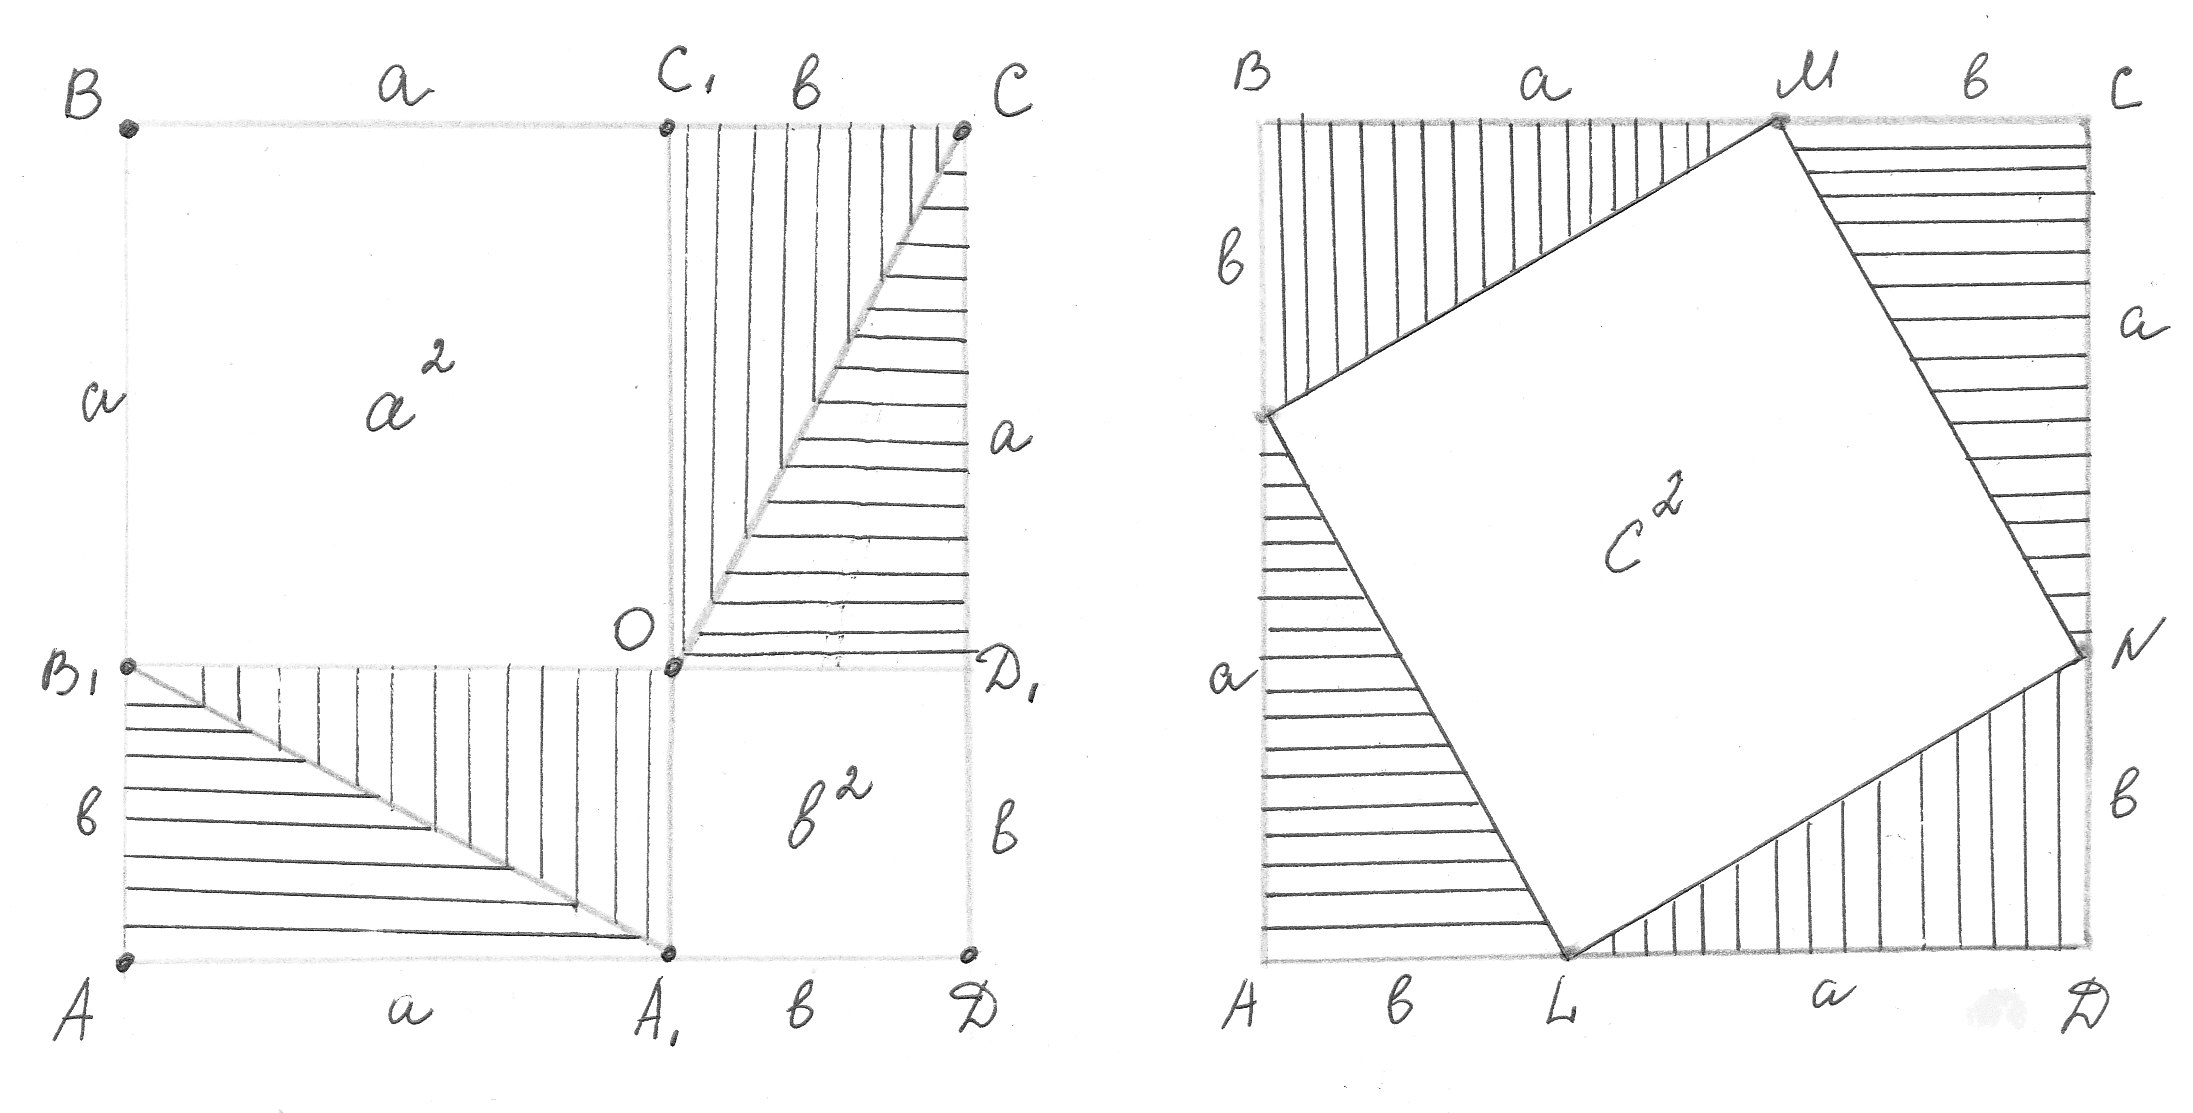 B a C₁ в C
a a² a
O
B₁ D₁
в в² в
A a A₁ в D
B a M в C
в a
c²
a N
в
A в L a D